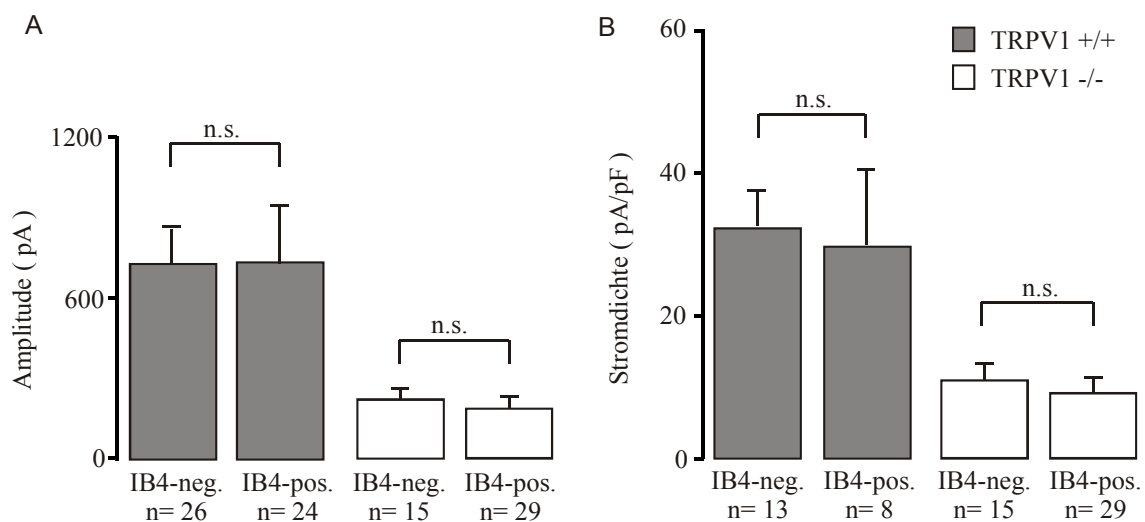 A
Amplitude ( pA )
1200
600
0
n.s.
n.s.
IB4-neg.
n= 26
IB4-pos.
n= 24
IB4-neg.
n= 15
IB4-pos.
n= 29
B
TRPV1 +/+
TRPV1 -/-
Stromdichte ( pA/pF )
60
40
20
0
n.s.
n.s.
IB4-neg.
n= 13
IB4-pos.
n= 8
IB4-neg.
n= 15
IB4-pos.
n= 29